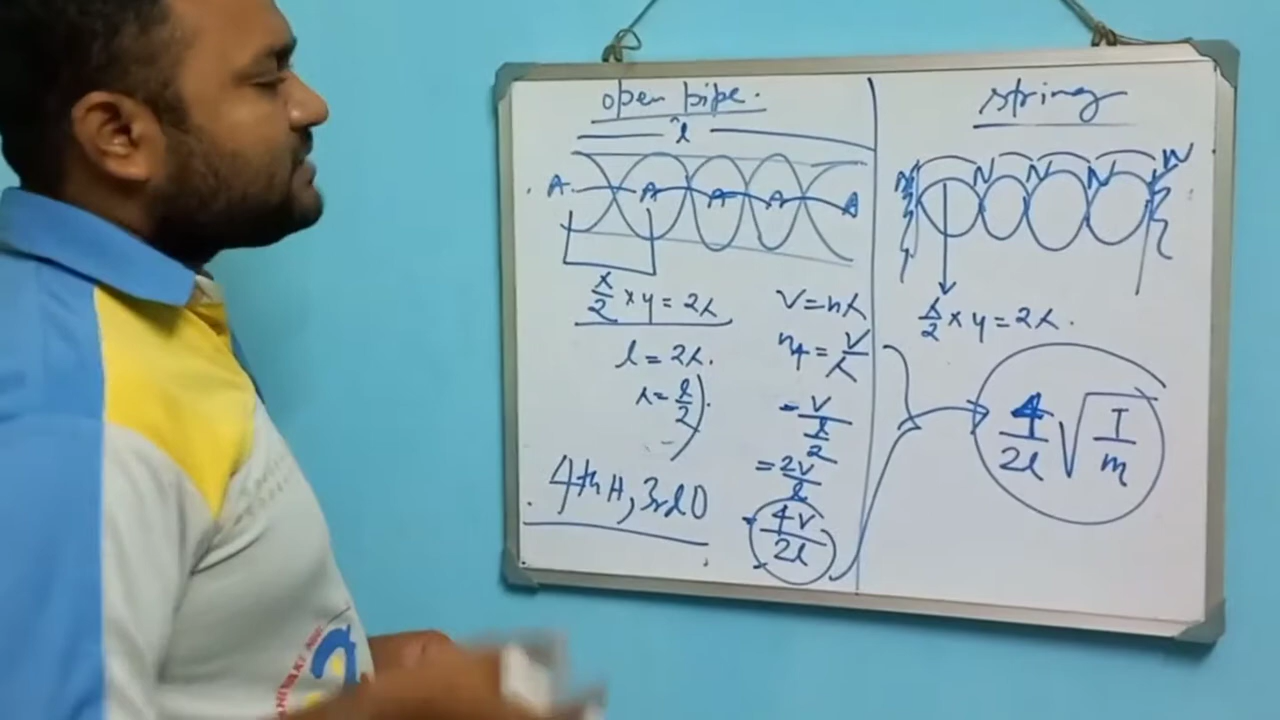 open pipe.
l
A A A A A
λ/2 × 4 = 2λ
l = 2λ.
λ = l/2).
4th H, 3rd O
V = nλ
n4 = V/λ
= V/(l/2)
= 2V/l
= 4V/2l
string
N N N N N
λ/2 × 4 = 2λ.
4/2l √(T/m)